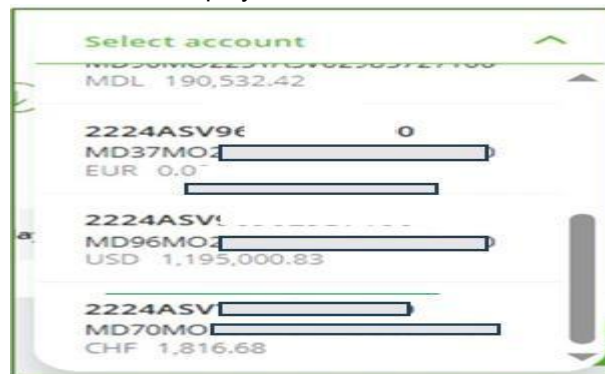 Select account
MDL 190,532.42
2224ASV96 0
MD37MO2
EUR 0.0
2224ASV
MD96MO2
USD 1,195,000.83
2224ASV
MD70MO
CHF 1,816.68